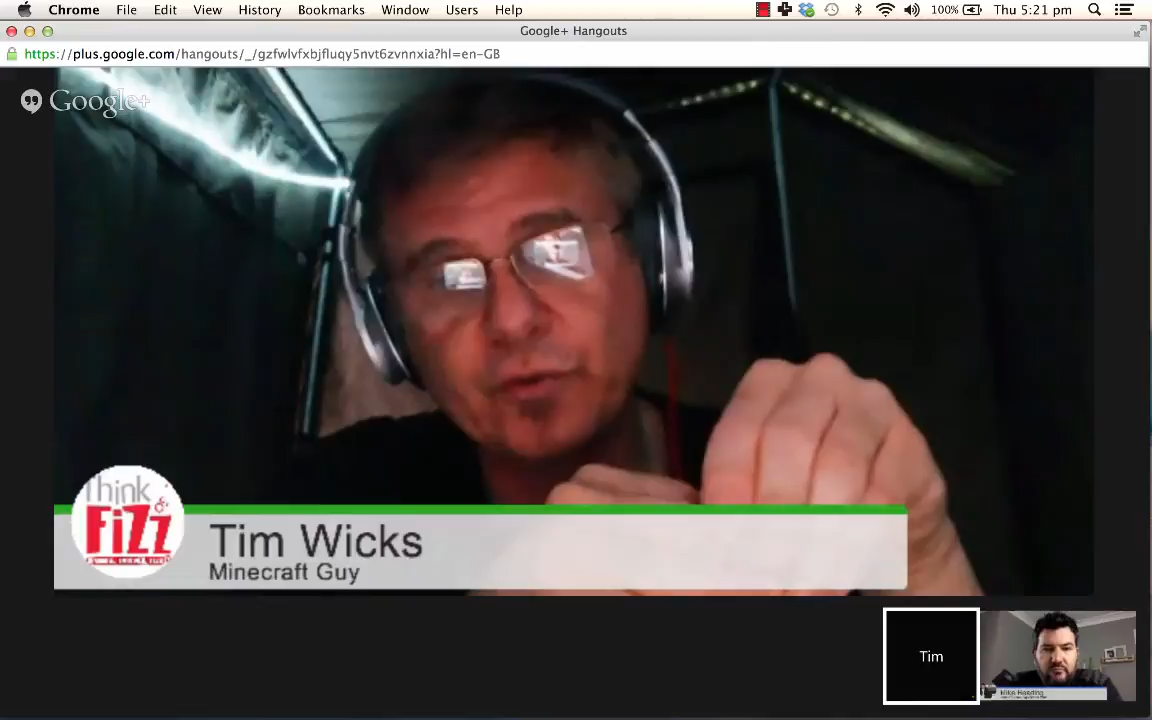 Chrome File Edit View History Bookmarks Window Users Help 100% Thu 5:21 pm
Google+ Hangouts
https://plus.google.com/hangouts/_/gzfwlvfxbjfluqy5nvt6zvnnxia?hl=en-GB
Google+
Think
&
FiZZ
Tim Wicks
Minecraft Guy
Tim